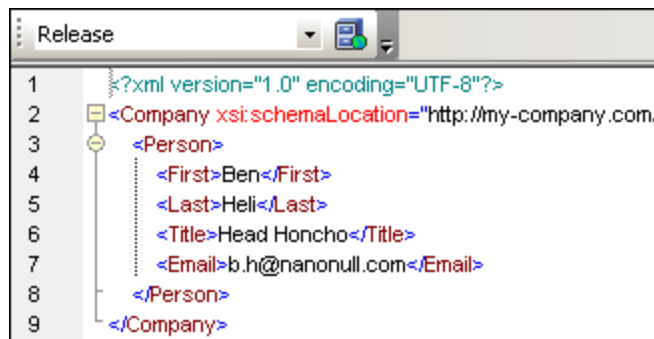 Release
1 <?xml version="1.0" encoding="UTF-8"?>
2 <Company xsi:schemaLocation="http://my-company.com.
3 <Person>
4 <First>Ben</First>
5 <Last>Heli</Last>
6 <Title>Head Honcho</Title>
7 <Email>b.h@nanonull.com</Email>
8 </Person>
9 </Company>